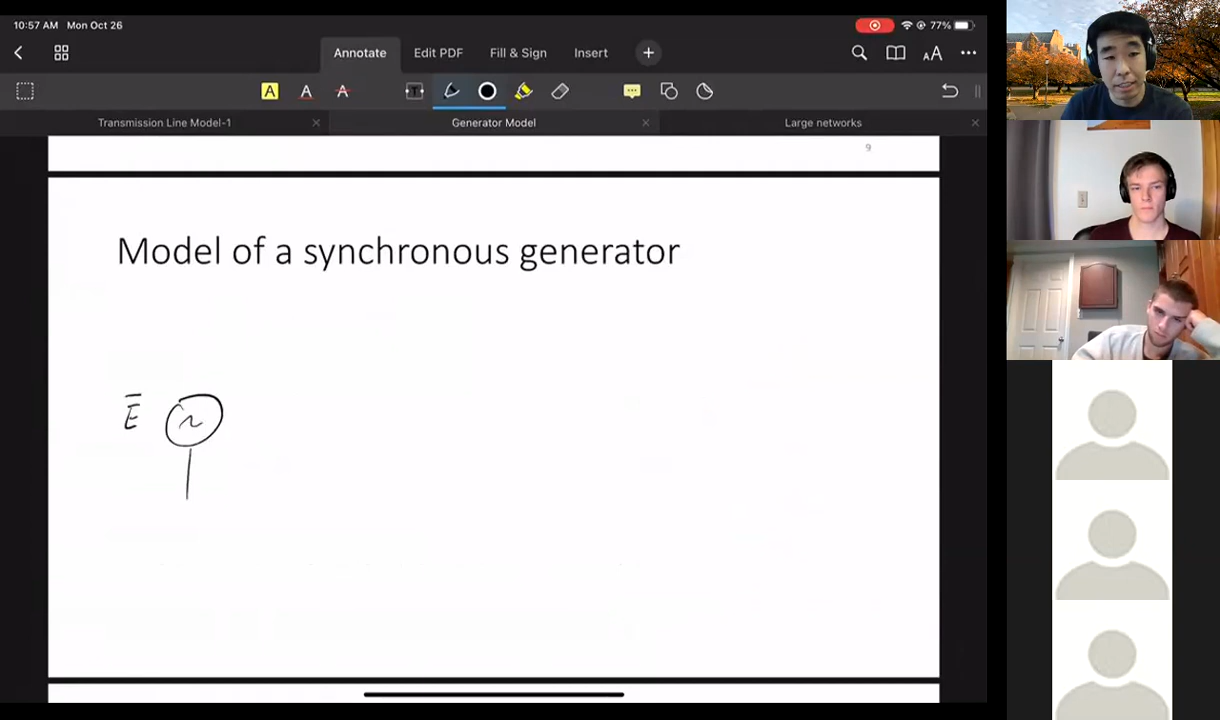 10:57 AM Mon Oct 26
77%
Annotate Edit PDF Fill & Sign Insert
AA
A A A T
Transmission Line Model-1 Generator Model Large networks
9
Model of a synchronous generator
E̅ ~